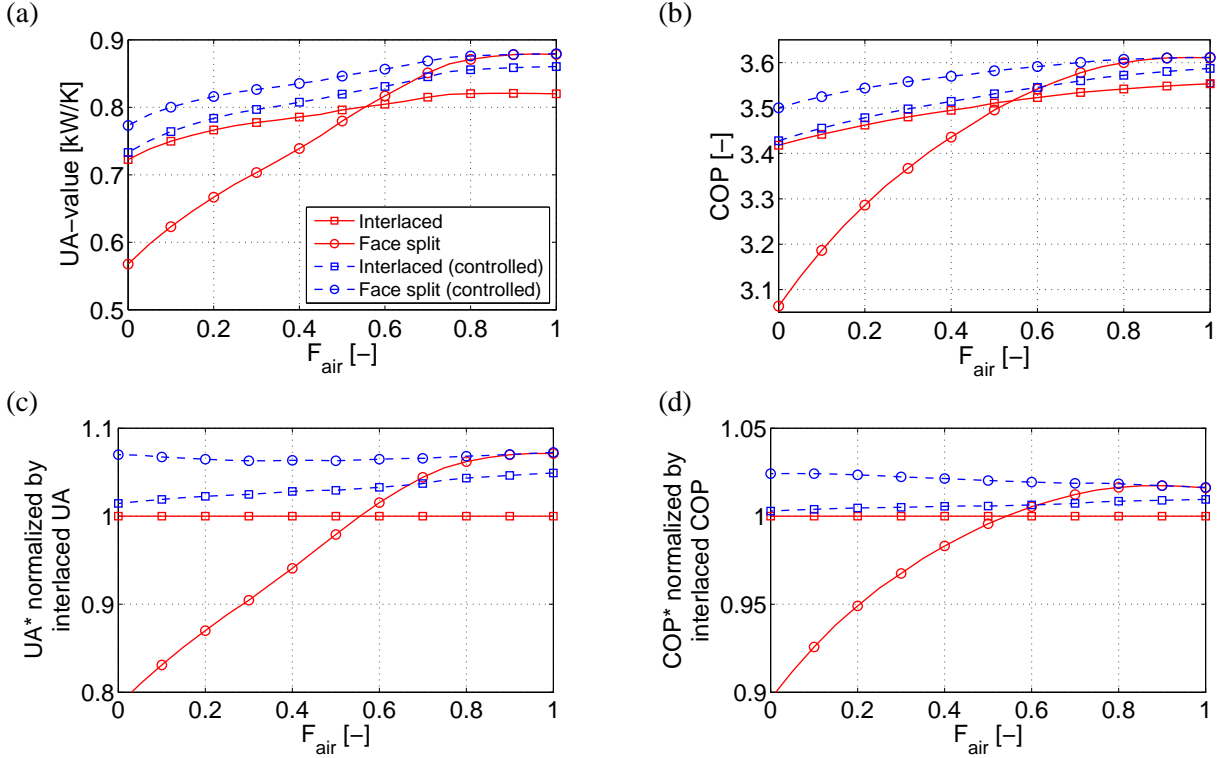 (a)
0.9
0.8
0.7
0.6
0.5
UA−value [kW/K]
0
0.2
0.4
0.6
0.8
1
F_air [−]
Interlaced
Face split
Interlaced (controlled)
Face split (controlled)
(b)
3.6
3.5
3.4
3.3
3.2
3.1
COP [−]
0
0.2
0.4
0.6
0.8
1
F_air [−]
(c)
1.1
1
0.9
0.8
UA* normalized by
interlaced UA
0
0.2
0.4
0.6
0.8
1
F_air [−]
(d)
1.05
1
0.95
0.9
COP* normalized by
interlaced COP
0
0.2
0.4
0.6
0.8
1
F_air [−]